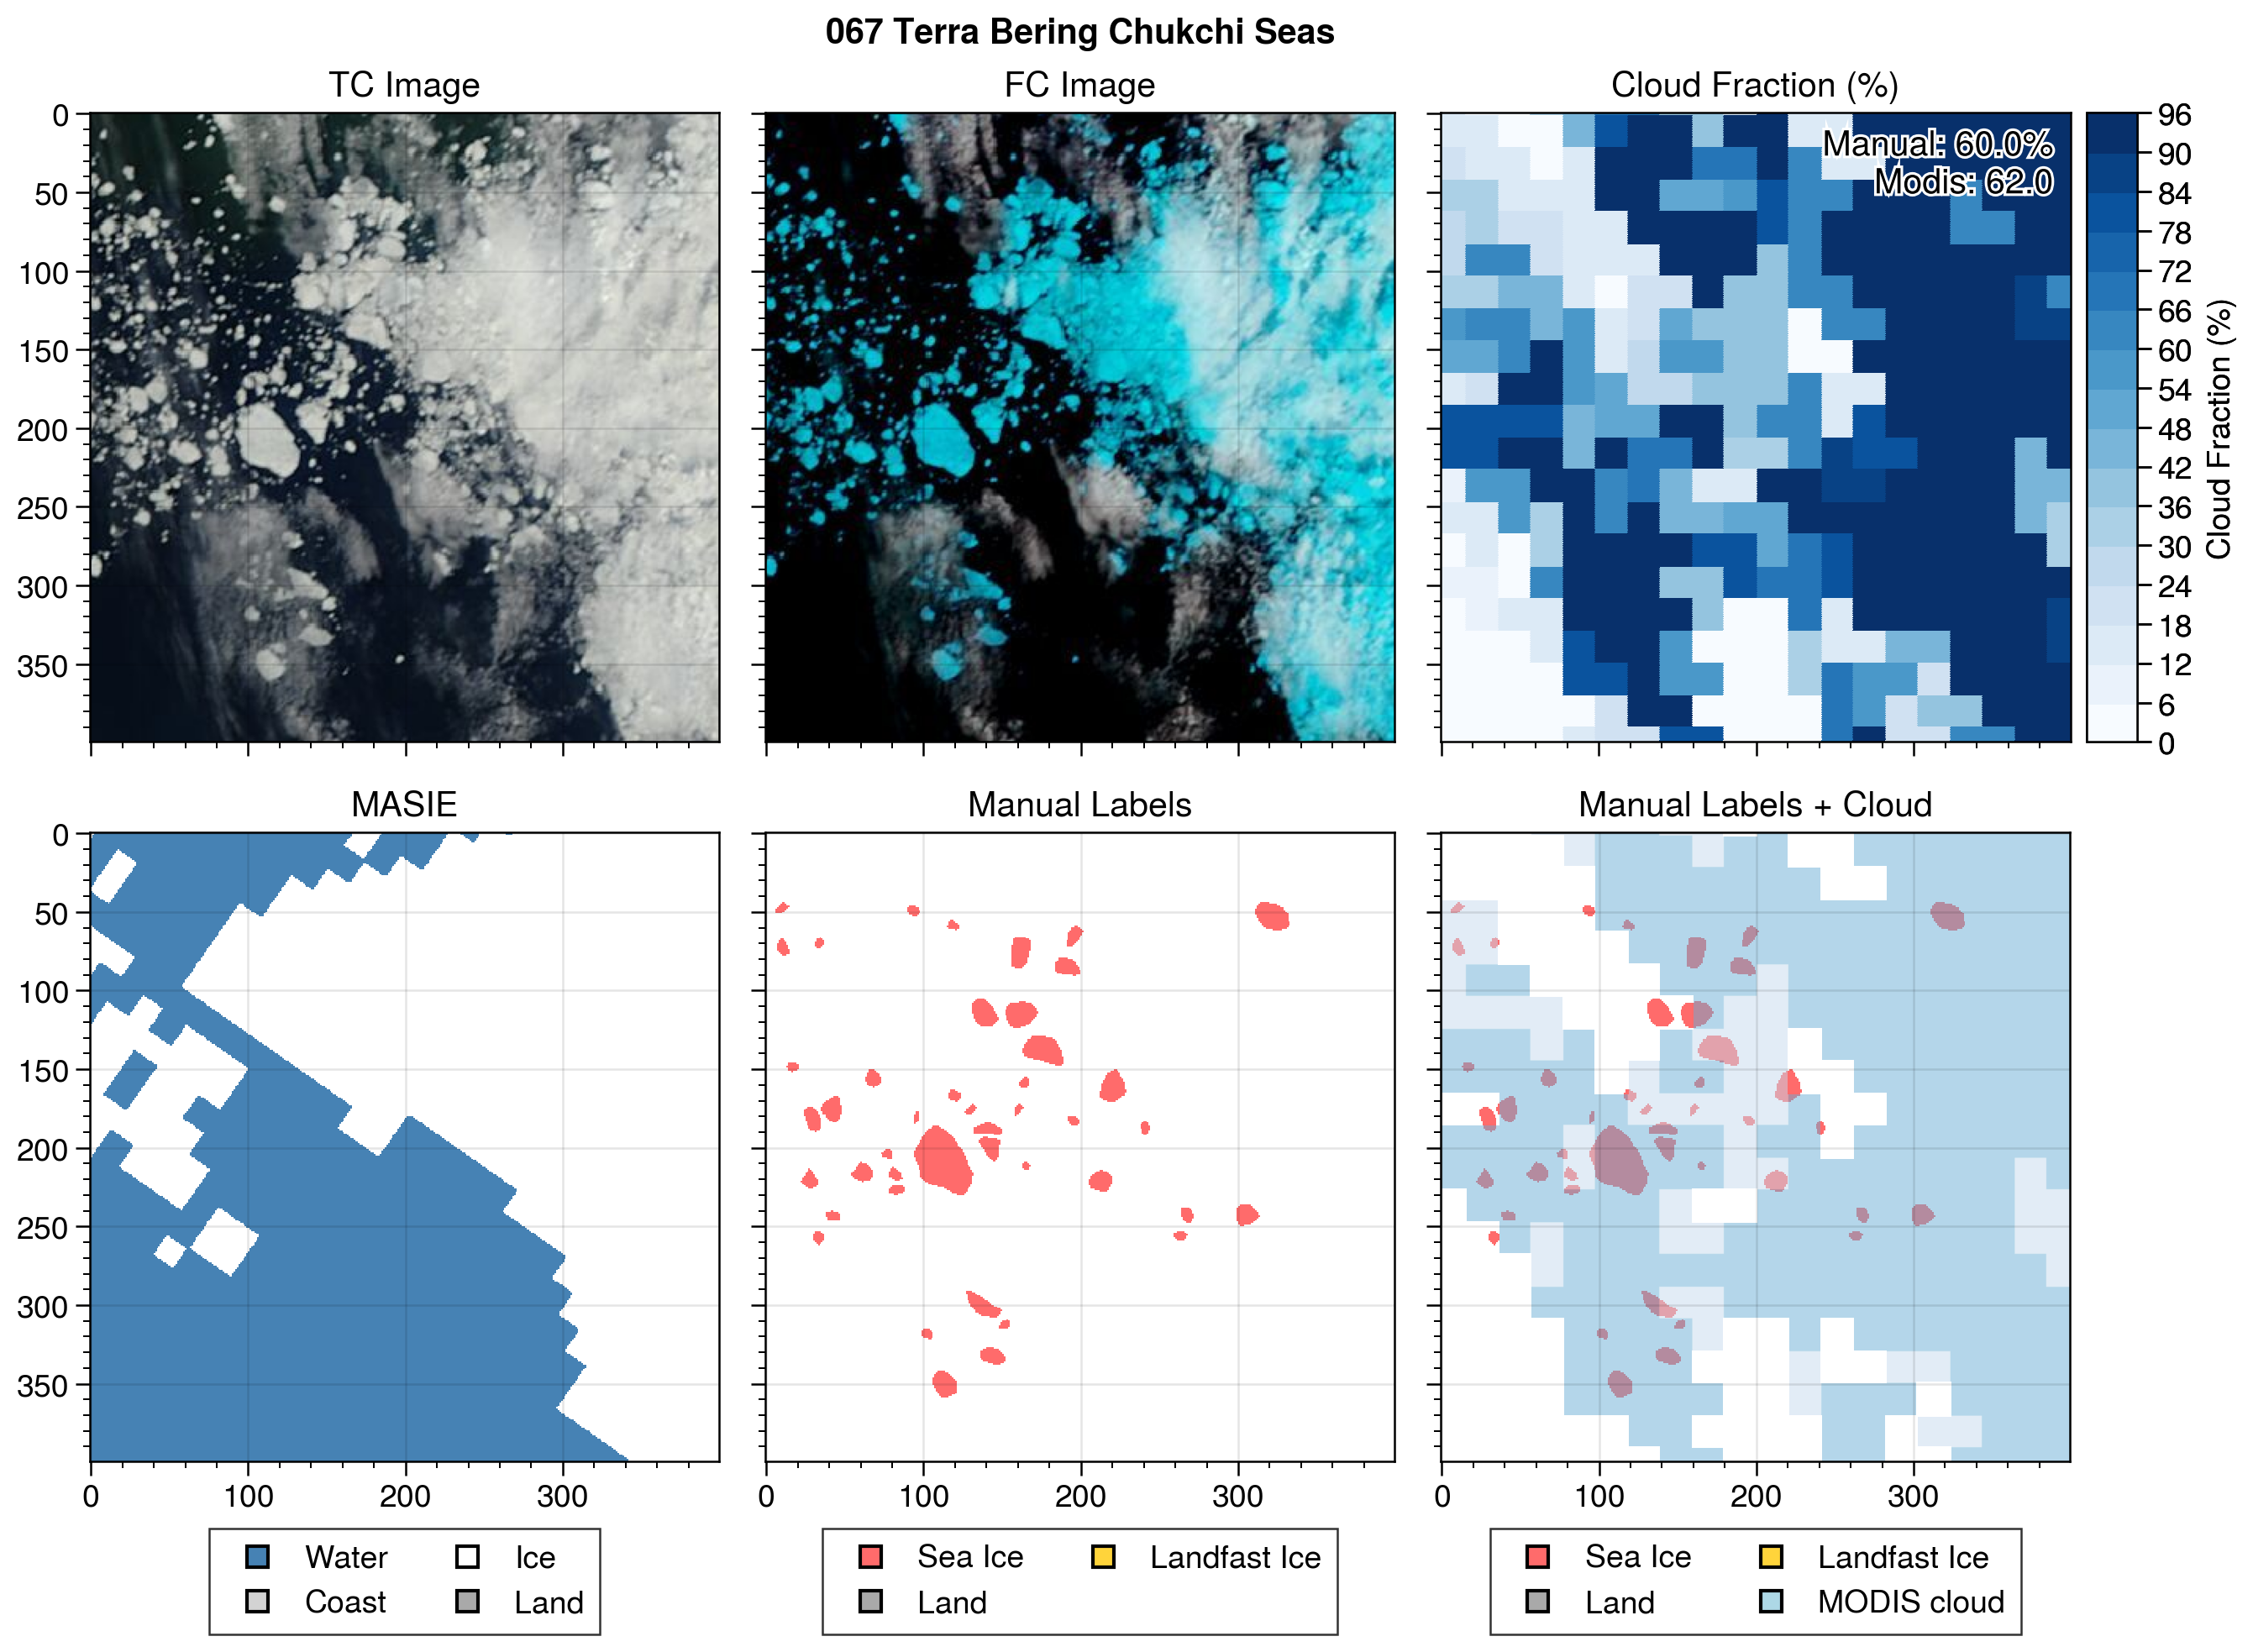 067 Terra Bering Chukchi Seas
TC Image
FC Image
Cloud Fraction (%)
0
50
100
150
200
250
300
350
Manual: 60.0%
Modis: 62.0
96
90
84
78
72
66
60
54
48
42
36
30
24
18
12
6
0
Cloud Fraction (%)
MASIE
Manual Labels
Manual Labels + Cloud
0
50
100
150
200
250
300
350
0 100 200 300
0 100 200 300
0 100 200 300
Water Ice
Coast Land
Sea Ice Landfast Ice
Land
Sea Ice Landfast Ice
Land MODIS cloud